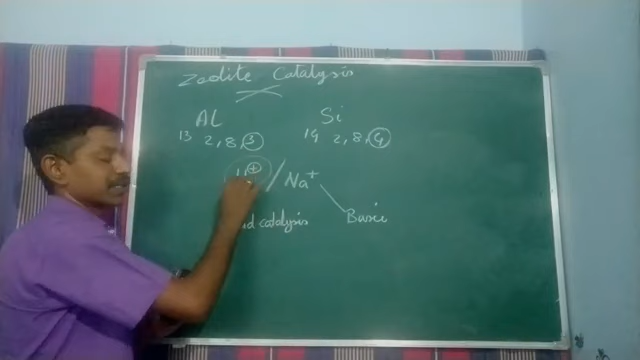 Zeolite Catalysis
Al Si
13 2, 8, 3 14 2, 8, 4
H+ / Na+
catalysis Basic